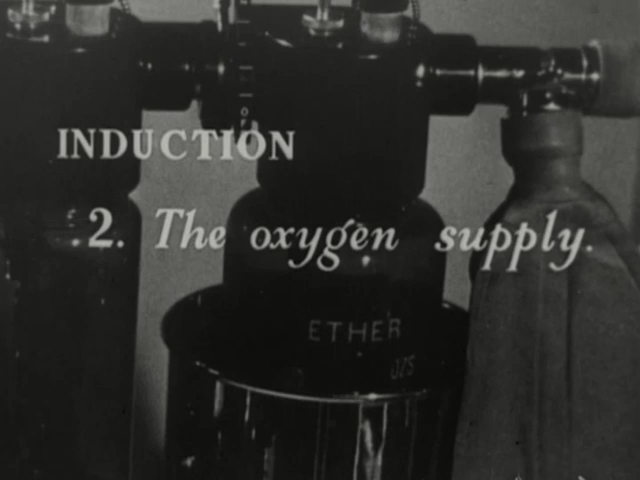 INDUCTION
2. The oxygen supply.
ETHER